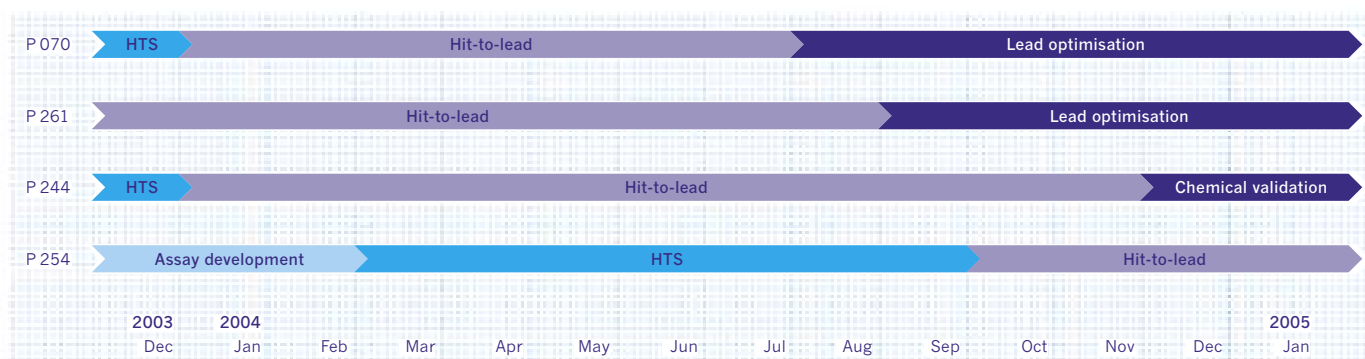 P 070 HTS Hit-to-lead Lead optimisation
P 261 Hit-to-lead Lead optimisation
P 244 HTS Hit-to-lead Chemical validation
P 254 Assay development HTS Hit-to-lead
2003 2004 2005
Dec Jan Feb Mar Apr May Jun Jul Aug Sep Oct Nov Dec Jan